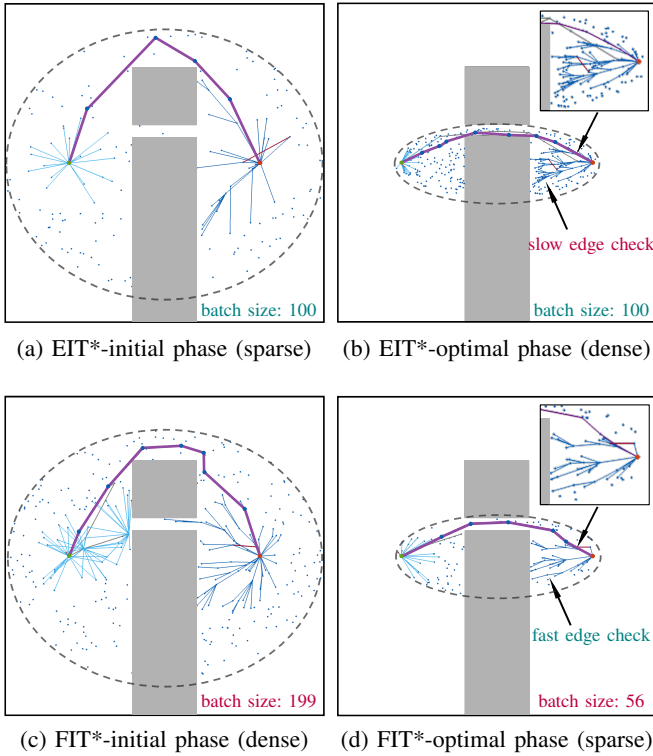 batch size: 100
(a) EIT*-initial phase (sparse)
slow edge check
batch size: 100
(b) EIT*-optimal phase (dense)
batch size: 199
(c) FIT*-initial phase (dense)
fast edge check
batch size: 56
(d) FIT*-optimal phase (sparse)